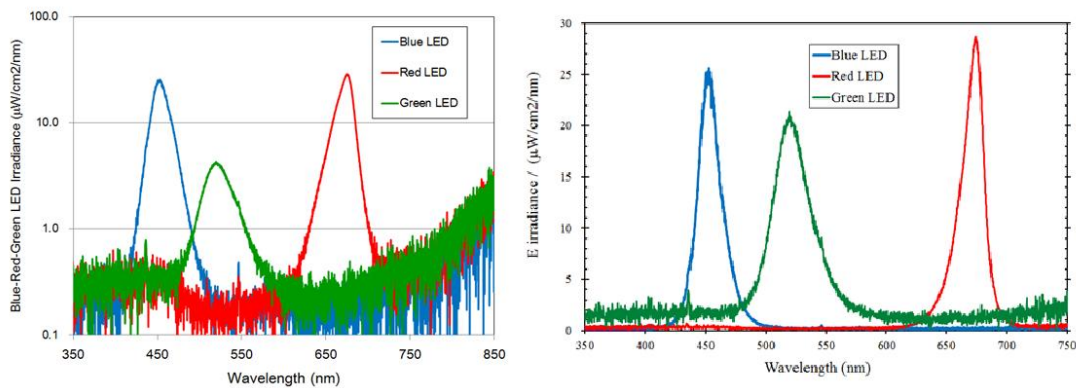 100.0
10.0
1.0
0.1
350
450
550
650
750
850
Blue-Red-Green LED Irradiance (µW/cm2/nm)
Wavelength (nm)
Blue LED
Red LED
Green LED
30
25
20
15
10
5
0
350
400
450
500
550
600
650
700
750
E irradiance / (µW/cm2/nm)
Wavelength (nm)
Blue LED
Red LED
Green LED